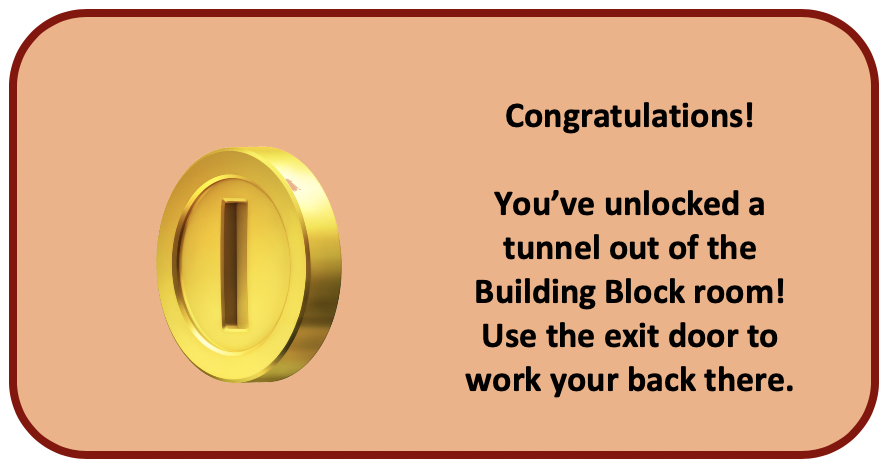 Congratulations!
You’ve unlocked a
tunnel out of the
Building Block room!
Use the exit door to
work your back there.